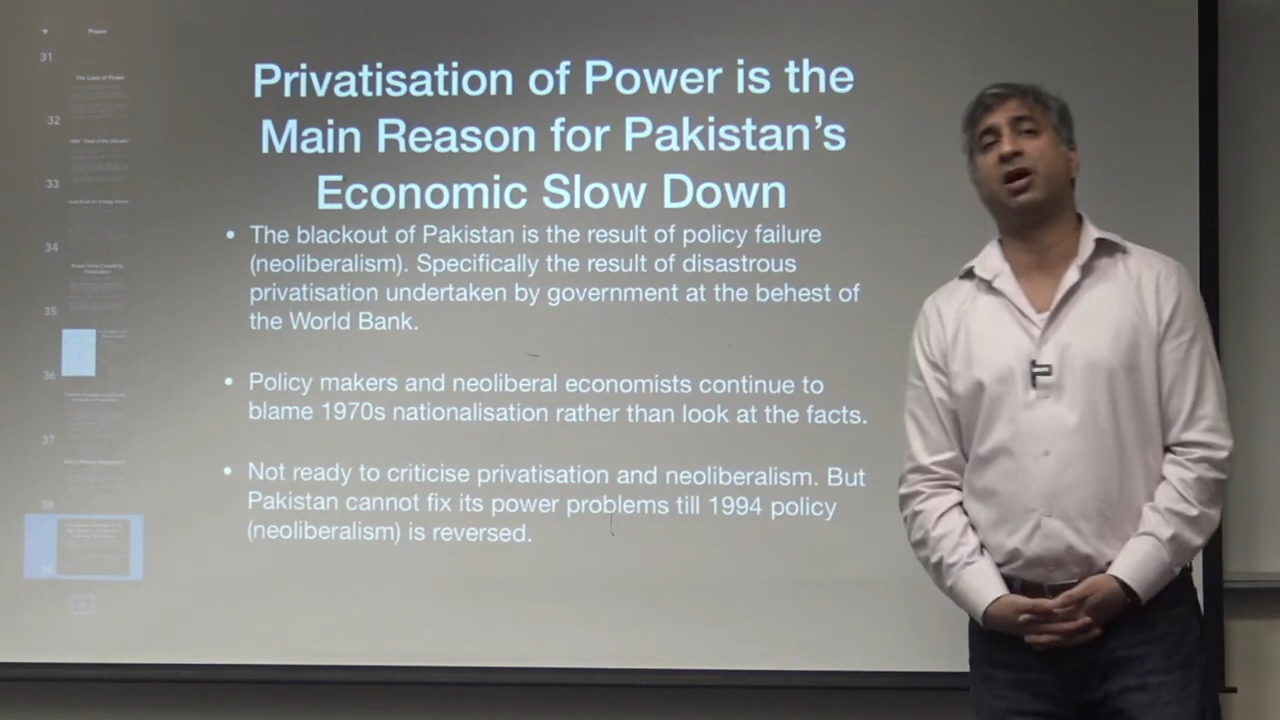 Power
31
The Case of Power
32
33
34
35
36
37
38
39
Privatisation of Power is the
Main Reason for Pakistan's
Economic Slow Down
• The blackout of Pakistan is the result of policy failure
(neoliberalism). Specifically the result of disastrous
privatisation undertaken by government at the behest of
the World Bank.
• Policy makers and neoliberal economists continue to
blame 1970s nationalisation rather than look at the facts.
• Not ready to criticise privatisation and neoliberalism. But
Pakistan cannot fix its power problems till 1994 policy
(neoliberalism) is reversed.